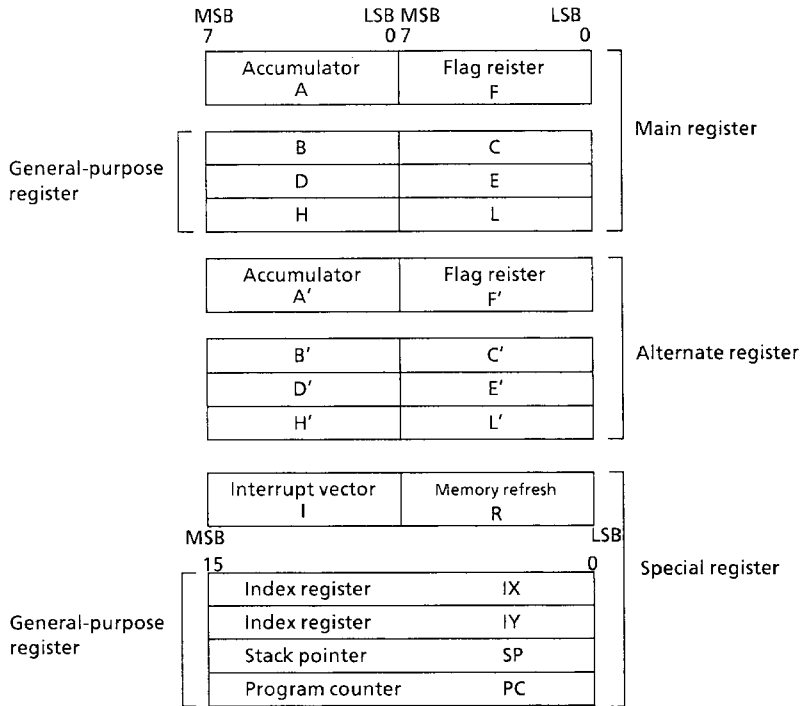 MSB LSB MSB LSB
7 0 7 0
Accumulator Flag reister
A F
Main register
B C
General-purpose
register
D E
H L
Accumulator Flag reister
A' F'
B' C'
Alternate register
D' E'
H' L'
Interrupt vector Memory refresh
I R
MSB LSB
15 0
Special register
Index register IX
General-purpose
register
Index register IY
Stack pointer SP
Program counter PC